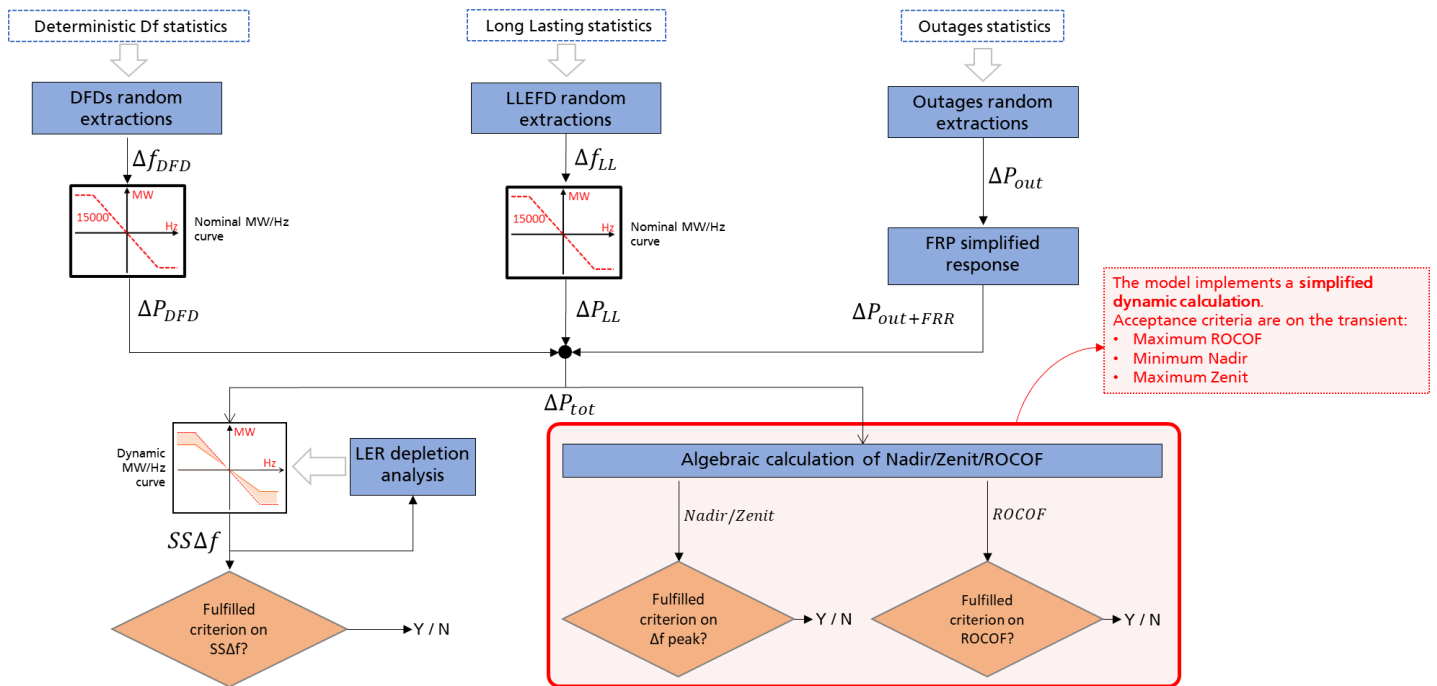 Deterministic Df statistics
Long Lasting statistics
Outages statistics
DFDs random
extractions
LLEFD random
extractions
Outages random
extractions
Δf_DFD
Δf_LL
ΔP_out
MW
15000
Hz
Nominal MW/Hz
curve
MW
15000
Hz
Nominal MW/Hz
curve
FRP simplified
response
ΔP_DFD
ΔP_LL
ΔP_out+FRR
The model implements a simplified
dynamic calculation.
Acceptance criteria are on the transient:
• Maximum ROCOF
• Minimum Nadir
• Maximum Zenit
ΔP_tot
Dynamic
MW/Hz
curve
MW
Hz
LER depletion
analysis
Algebraic calculation of Nadir/Zenit/ROCOF
Nadir/Zenit
ROCOF
SSΔf
Fulfilled
criterion on
SSΔf?
Y / N
Fulfilled
criterion on
Δf peak?
Y / N
Fulfilled
criterion on
ROCOF?
Y / N